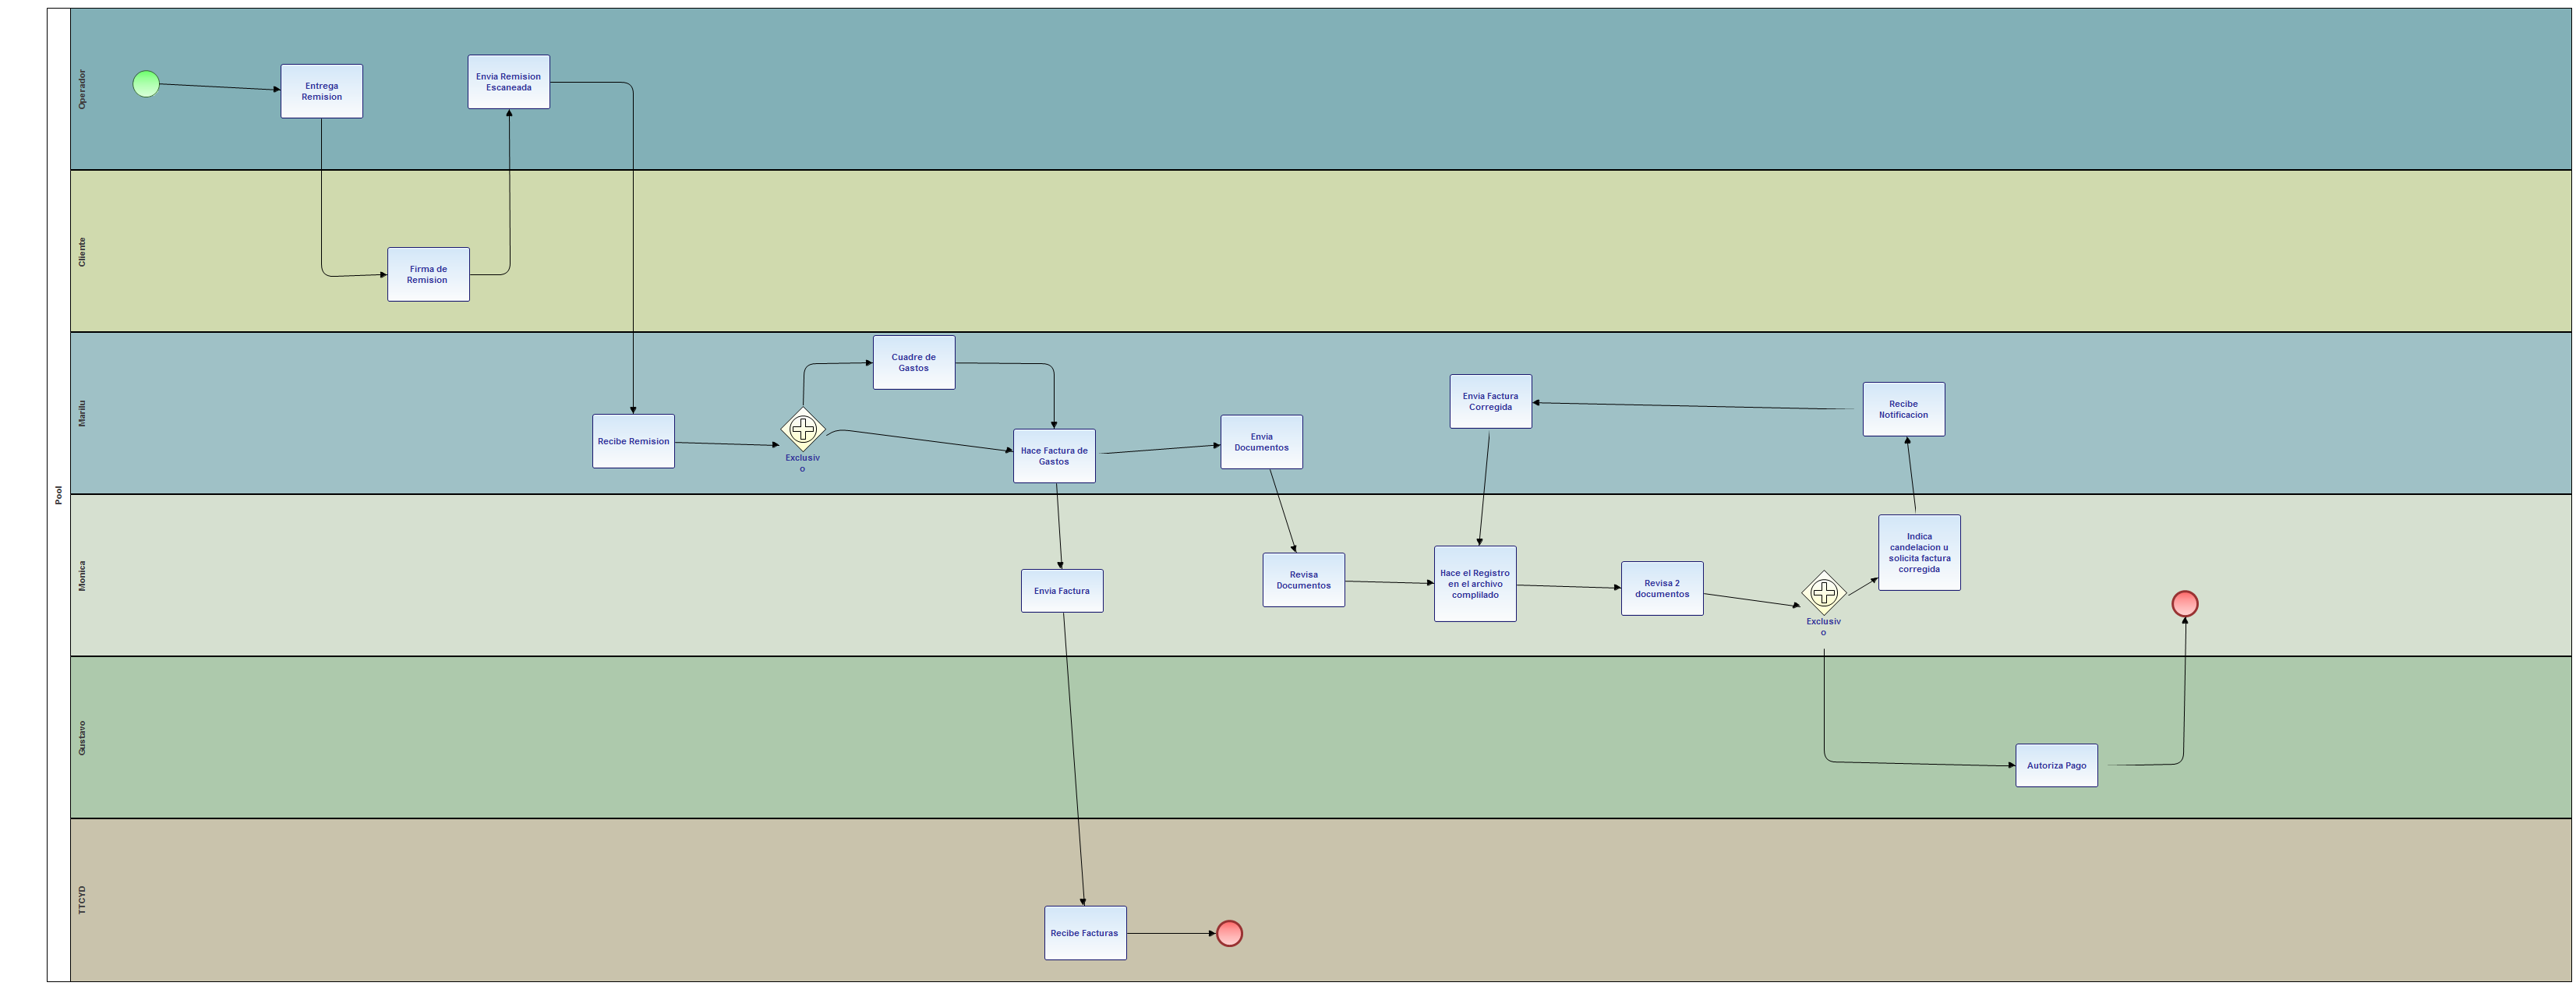 Pool
Operador
Entrega
Remision
Envia Remision
Escaneada
Cliente
Firma de
Remision
Marilu
Recibe Remision
Exclusiv
o
Cuadre de
Gastos
Hace Factura de
Gastos
Envia
Documentos
Envia Factura
Corregida
Recibe
Notificacion
Monica
Envia Factura
Revisa
Documentos
Hace el Registro
en el archivo
complilado
Revisa 2
documentos
Exclusiv
o
Indica
candelacion u
solicita factura
corregida
Gustavo
Autoriza Pago
TTCYD
Recibe Facturas